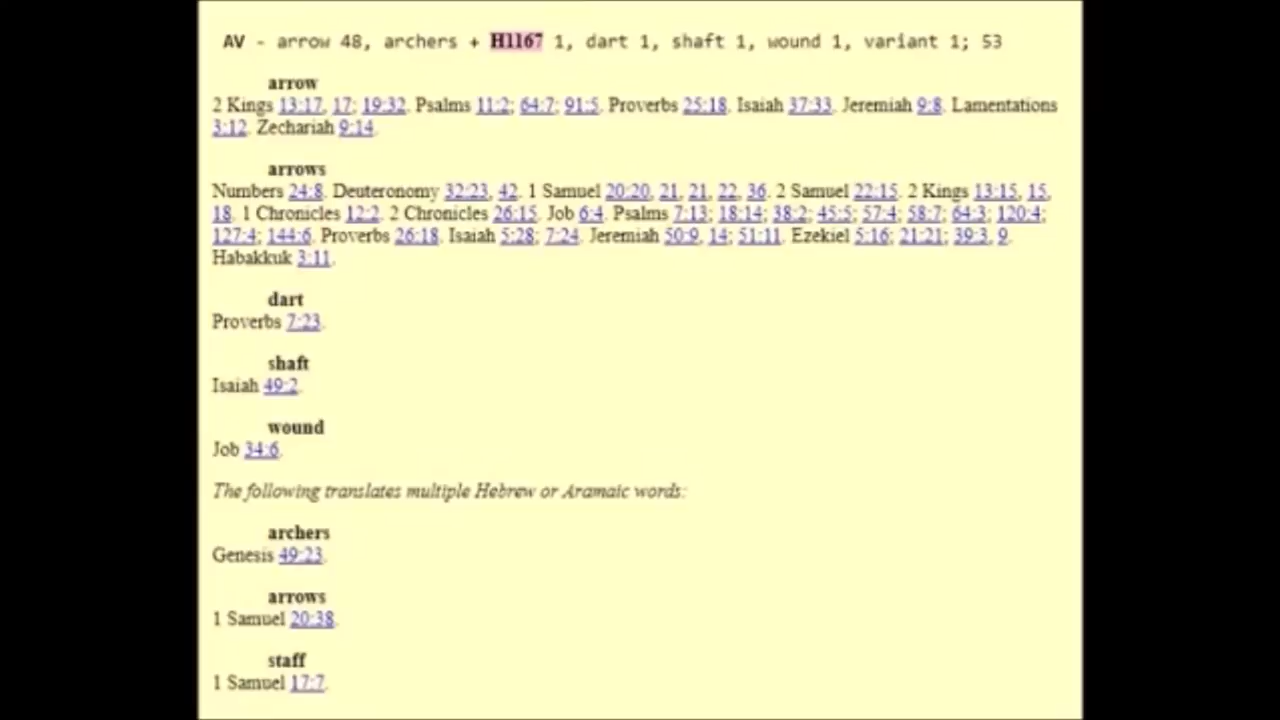 AV - arrow 48, archers + H1167 1, dart 1, shaft 1, wound 1, variant 1; 53
arrow
2 Kings 13:17, 17; 19:32. Psalms 11:2; 64:7; 91:5. Proverbs 25:18. Isaiah 37:33. Jeremiah 9:8. Lamentations
3:12. Zechariah 9:14.
arrows
Numbers 24:8. Deuteronomy 32:23, 42. 1 Samuel 20:20, 21, 21, 22, 36. 2 Samuel 22:15. 2 Kings 13:15, 15,
18. 1 Chronicles 12:2. 2 Chronicles 26:15. Job 6:4. Psalms 7:13; 18:14; 38:2; 45:5; 57:4; 58:7; 64:3; 120:4;
127:4; 144:6. Proverbs 26:18. Isaiah 5:28; 7:24. Jeremiah 50:9, 14; 51:11. Ezekiel 5:16; 21:21; 39:3, 9.
Habakkuk 3:11.
dart
Proverbs 7:23.
shaft
Isaiah 49:2.
wound
Job 34:6.
The following translates multiple Hebrew or Aramaic words:
archers
Genesis 49:23.
arrows
1 Samuel 20:38.
staff
1 Samuel 17:7.